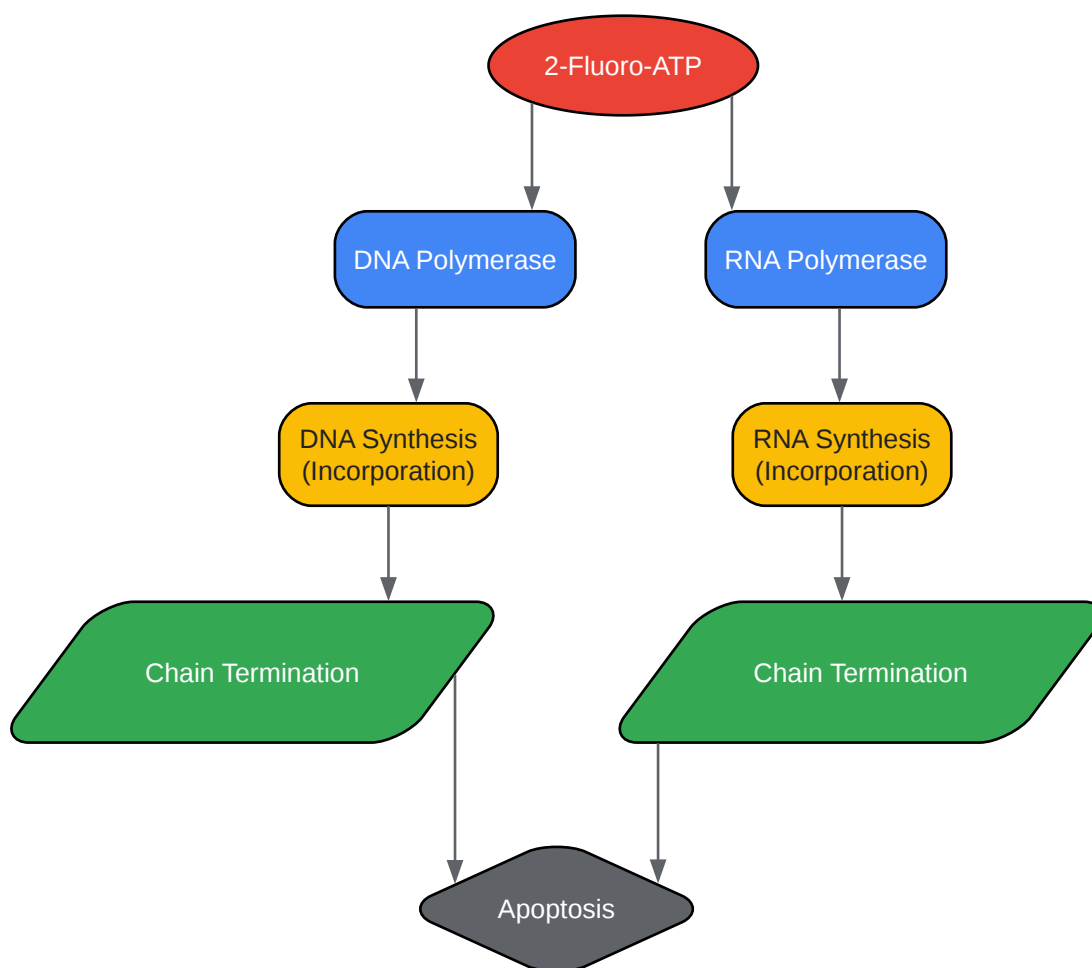 2-Fluoro-ATP
DNA Polymerase
RNA Polymerase
DNA Synthesis
(Incorporation)
RNA Synthesis
(Incorporation)
Chain Termination
Chain Termination
Apoptosis